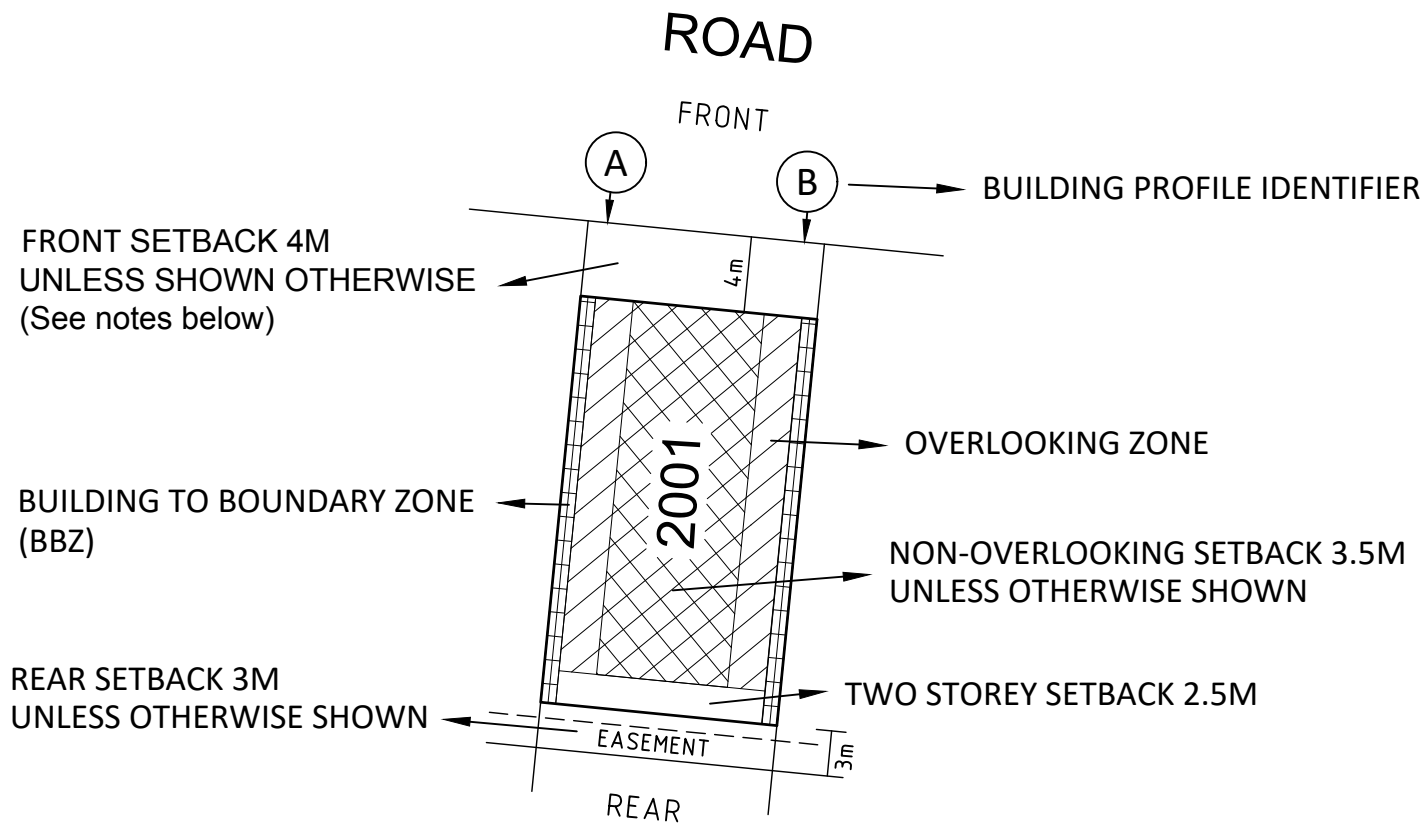 ROAD
FRONT
A
B
BUILDING PROFILE IDENTIFIER
FRONT SETBACK 4M
UNLESS SHOWN OTHERWISE
(See notes below)
4m
OVERLOOKING ZONE
2001
BUILDING TO BOUNDARY ZONE
(BBZ)
NON-OVERLOOKING SETBACK 3.5M
UNLESS OTHERWISE SHOWN
REAR SETBACK 3M
UNLESS OTHERWISE SHOWN
TWO STOREY SETBACK 2.5M
EASEMENT
3m
REAR